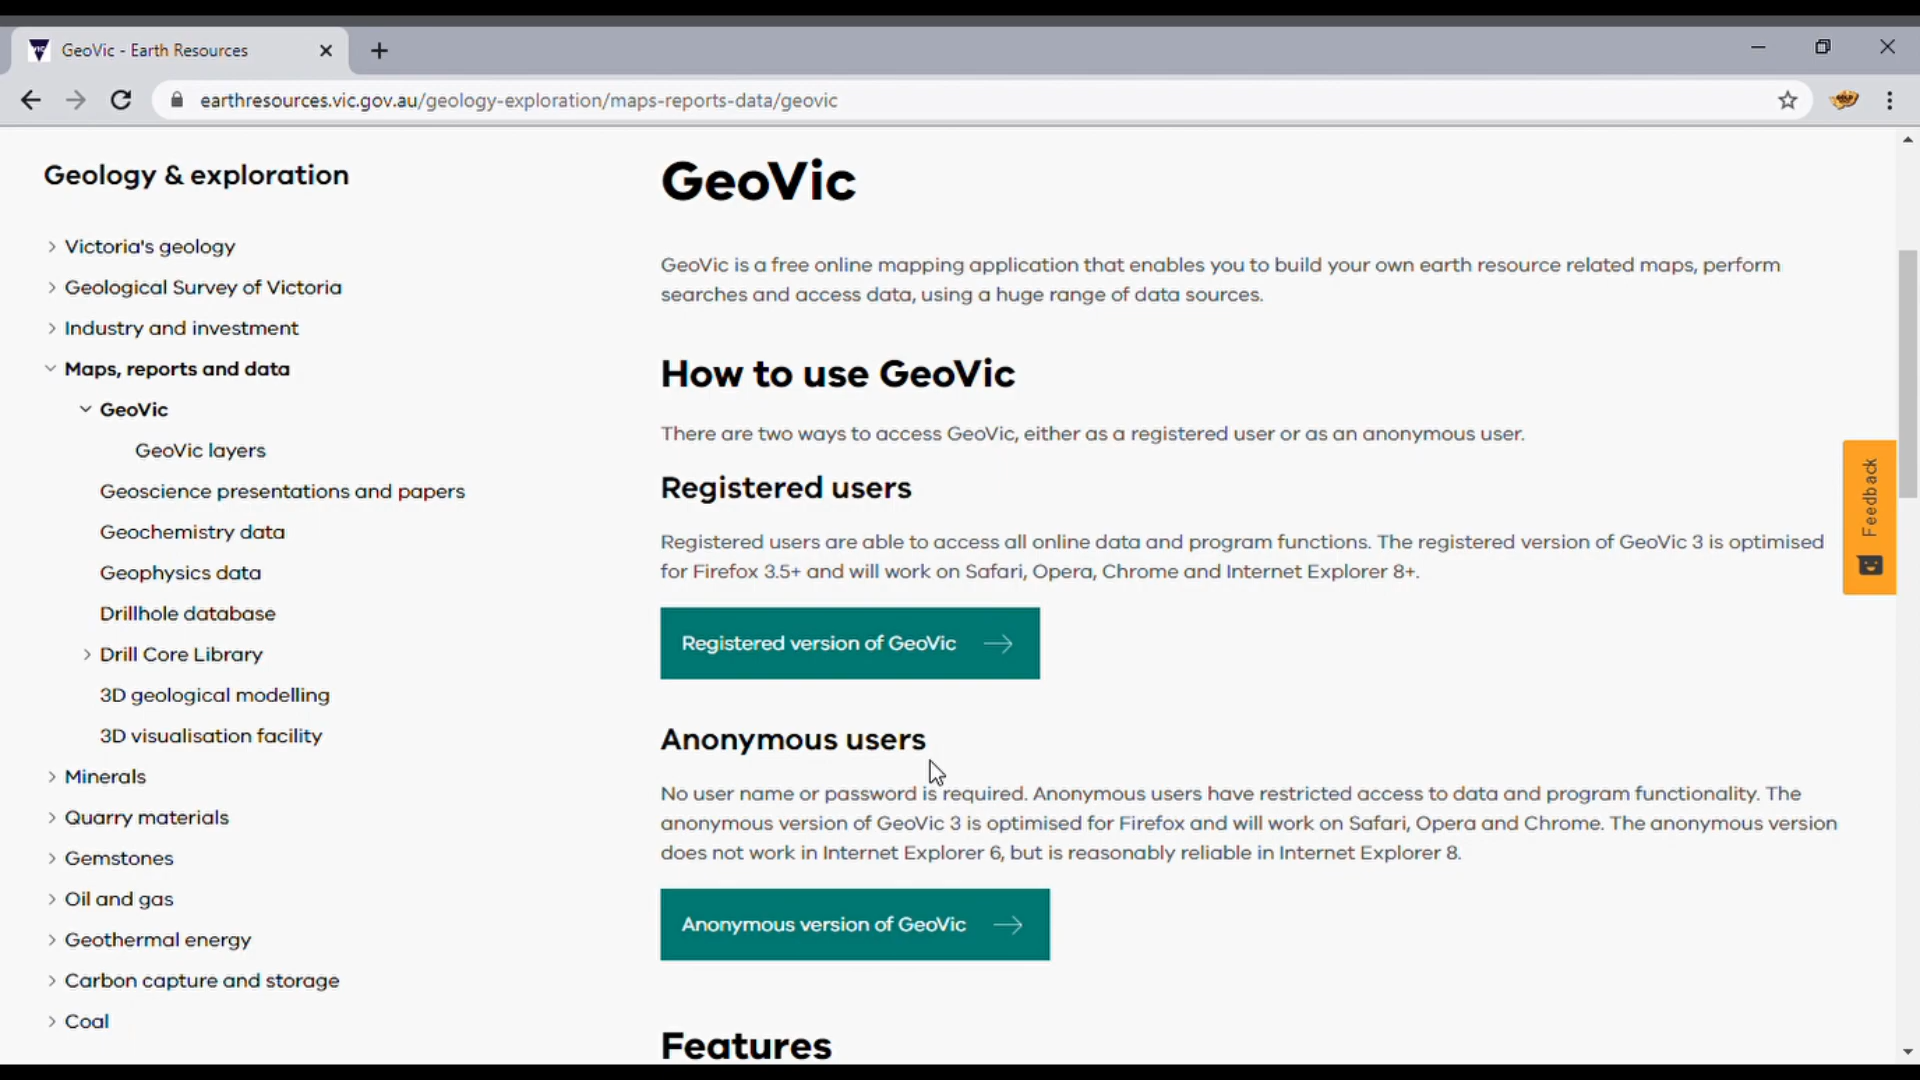 GeoVic - Earth Resources
earthresources.vic.gov.au/geology-exploration/maps-reports-data/geovic
Geology & exploration
Victoria's geology
Geological Survey of Victoria
Industry and investment
Maps, reports and data
GeoVic
GeoVic layers
Geoscience presentations and papers
Geochemistry data
Geophysics data
Drillhole database
Drill Core Library
3D geological modelling
3D visualisation facility
Minerals
Quarry materials
Gemstones
Oil and gas
Geothermal energy
Carbon capture and storage
Coal
GeoVic
GeoVic is a free online mapping application that enables you to build your own earth resource related maps, perform
searches and access data, using a huge range of data sources.
How to use GeoVic
There are two ways to access GeoVic, either as a registered user or as an anonymous user.
Registered users
Registered users are able to access all online data and program functions. The registered version of GeoVic 3 is optimised
for Firefox 3.5+ and will work on Safari, Opera, Chrome and Internet Explorer 8+.
Registered version of GeoVic
Anonymous users
No user name or password is required. Anonymous users have restricted access to data and program functionality. The
anonymous version of GeoVic 3 is optimised for Firefox and will work on Safari, Opera and Chrome. The anonymous version
does not work in Internet Explorer 6, but is reasonably reliable in Internet Explorer 8.
Anonymous version of GeoVic
Features
Feedback